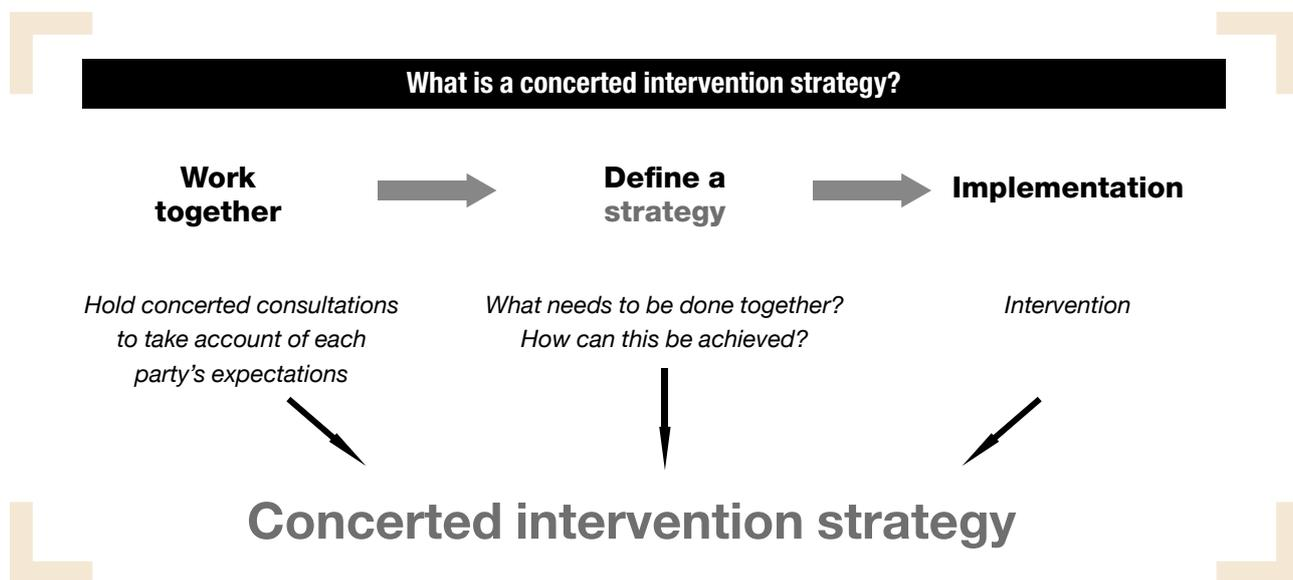 What is a concerted intervention strategy?
Work
together
Define a
strategy
Implementation
Hold concerted consultations
to take account of each
party’s expectations
What needs to be done together?
How can this be achieved?
Intervention
Concerted intervention strategy